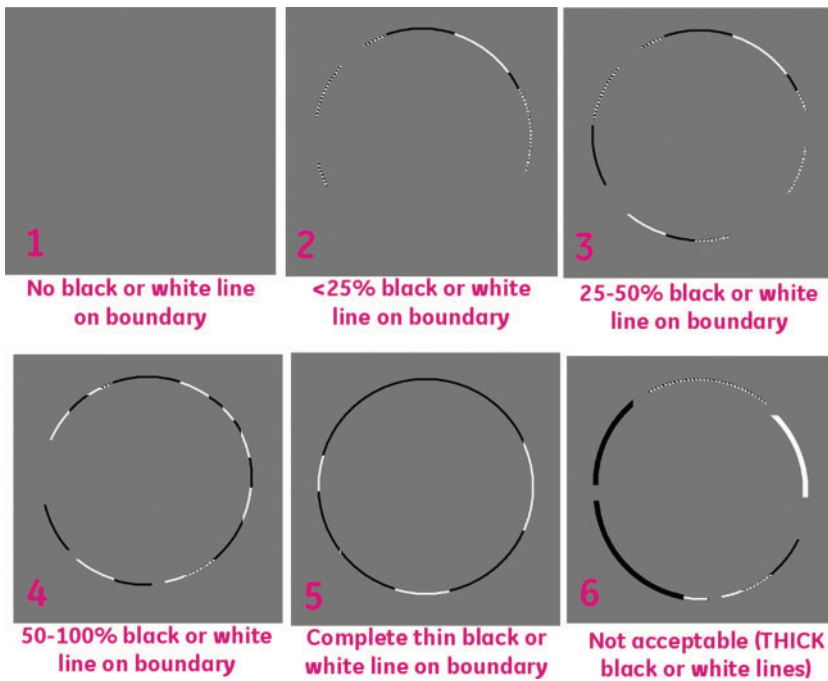 1
No black or white line
on boundary
2
<25% black or white
line on boundary
3
25-50% black or white
line on boundary
4
50-100% black or white
line on boundary
5
Complete thin black or
white line on boundary
6
Not acceptable (THICK
black or white lines)